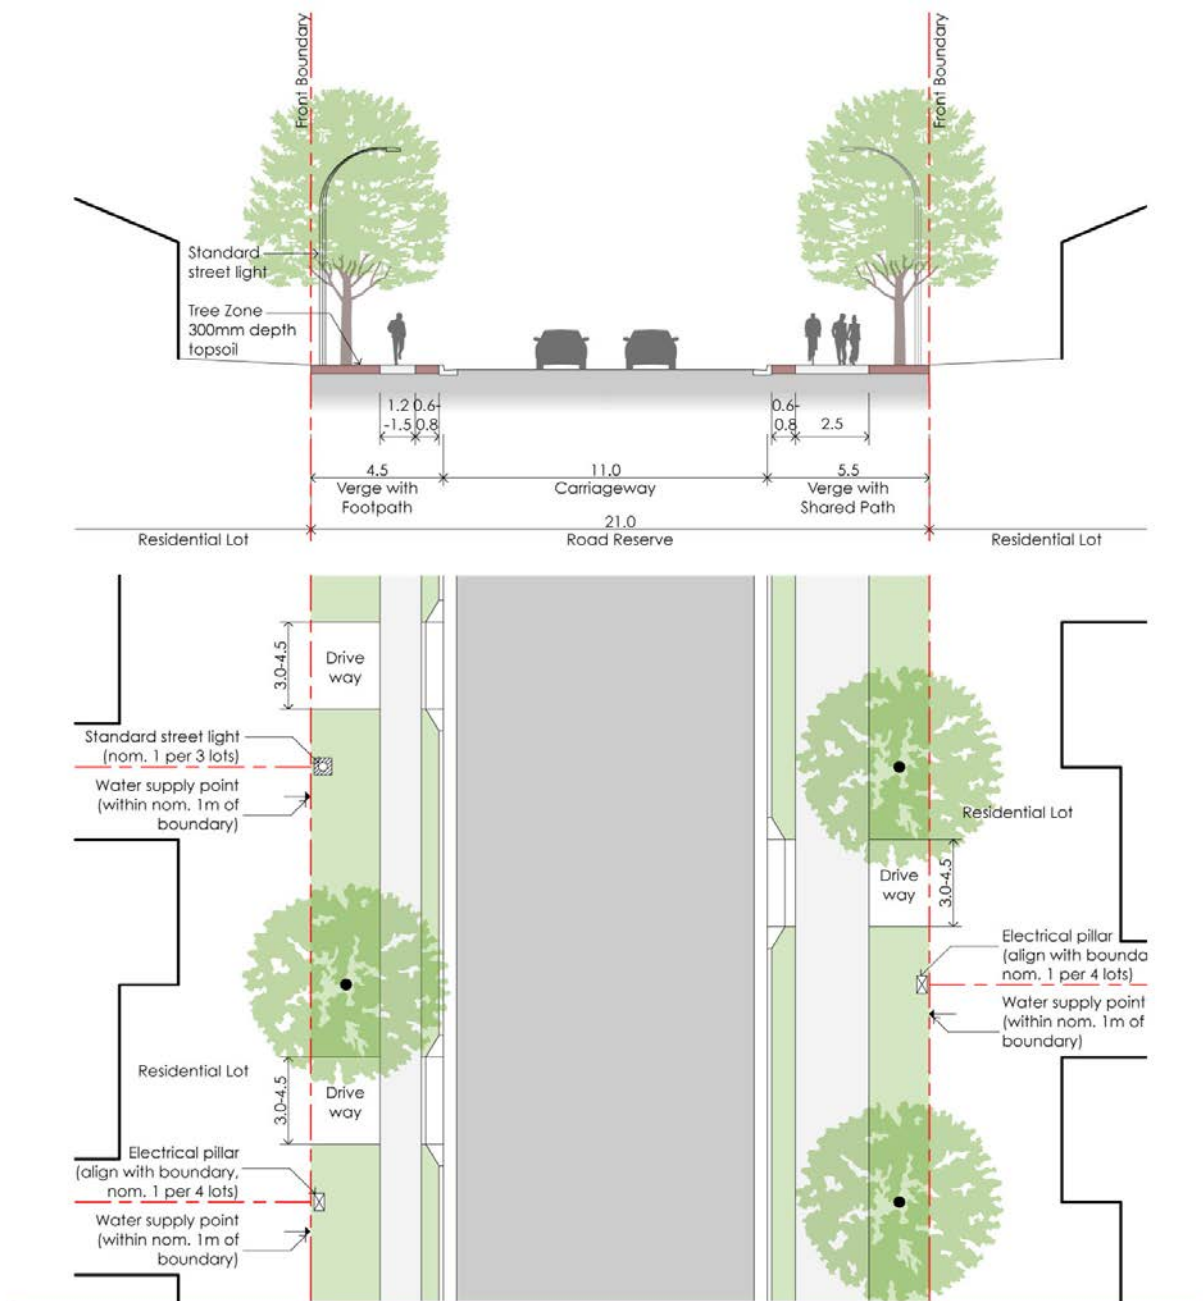 Front Boundary
Front Boundary
Standard
street light
Tree Zone
300mm depth
topsoil
1.2 0.6-
-1.5 0.8
0.6-
0.8 2.5
4.5
Verge with
Footpath
11.0
Carriageway
5.5
Verge with
Shared Path
21.0
Road Reserve
Residential Lot
Residential Lot
3.0-4.5
Drive
way
Standard street light
(nom. 1 per 3 lots)
Water supply point
(within nom. 1m of
boundary)
Residential Lot
Drive
way
3.0-4.5
Electrical pillar
(align with bounda
nom. 1 per 4 lots)
Water supply point
(within nom. 1m of
boundary)
Residential Lot
3.0-4.5
Drive
way
Electrical pillar
(align with boundary,
nom. 1 per 4 lots)
Water supply point
(within nom. 1m of
boundary)